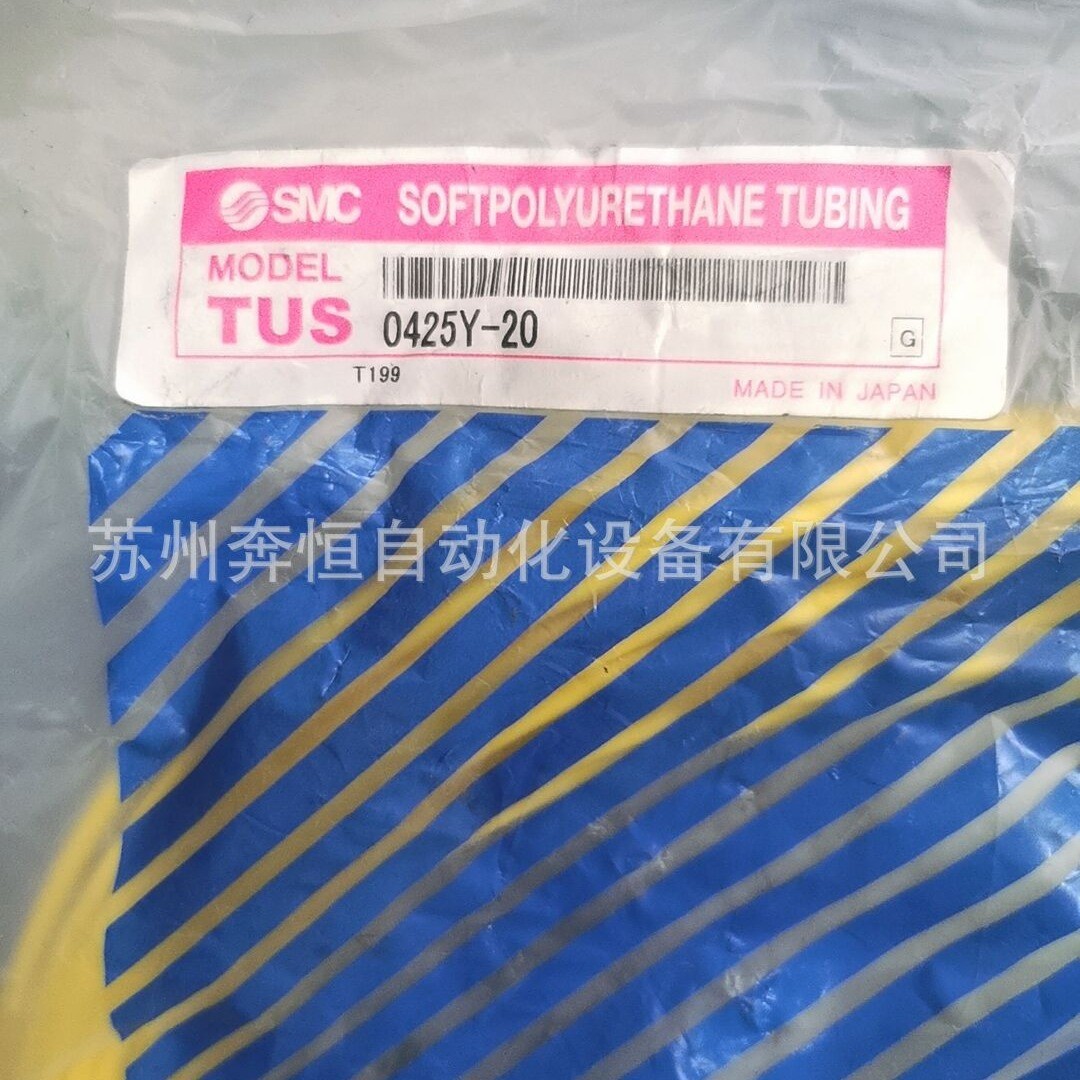 SMC SOFTPOLYURETHANE TUBING
MODEL
TUS 0425Y-20
G
T199
MADE IN JAPAN
苏州奔恒自动化设备有限公司